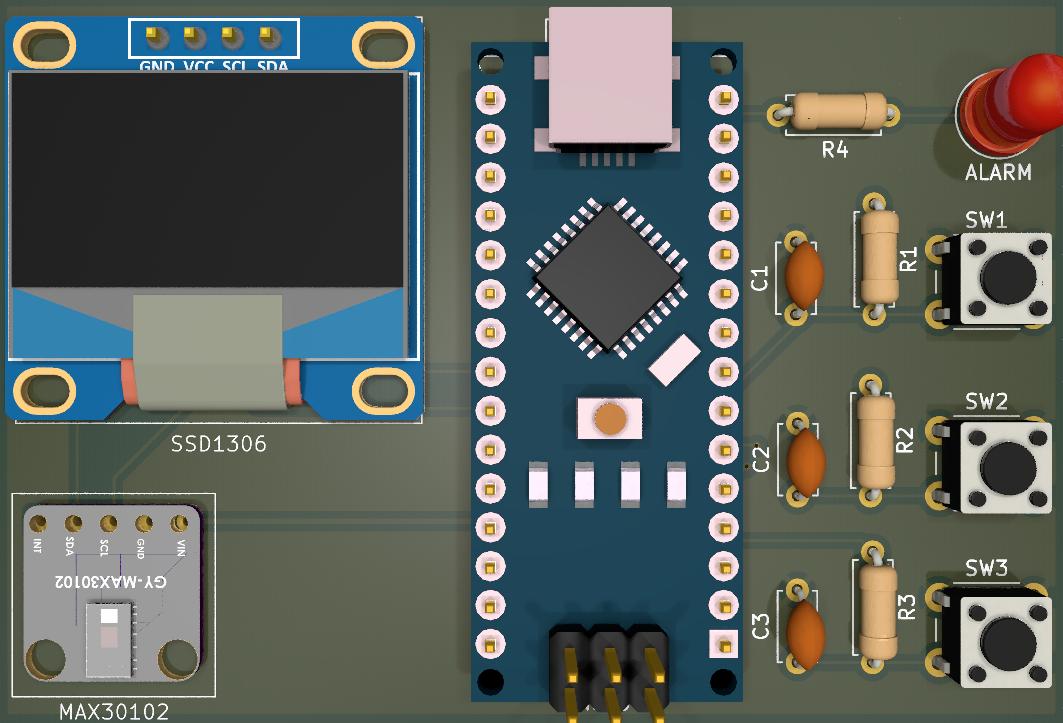 GND VCC SCL SDA
SSD1306
INT SDA SCL GND VIN
GY-MAX30102
MAX30102
R4
ALARM
C1
R1
SW1
C2
R2
SW2
C3
R3
SW3